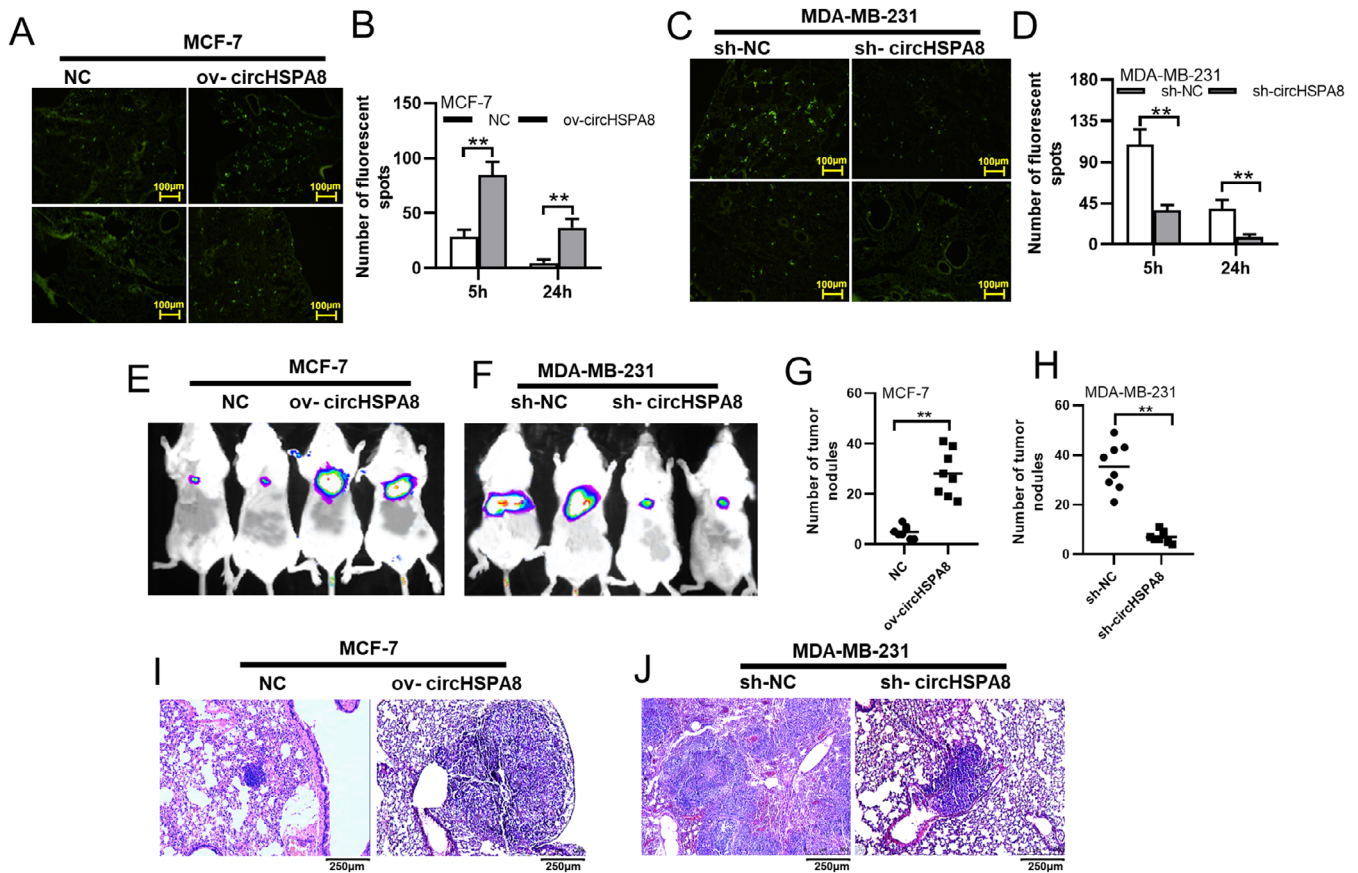 A
MCF-7
NC ov- circHSPA8
100μm 100μm
100μm 100μm
B
MCF-7
NC ov-circHSPA8
Number of fluorescent
spots
150
100
50
0
**
**
5h 24h
C
MDA-MB-231
sh-NC sh- circHSPA8
100μm 100μm
100μm 100μm
D
MDA-MB-231
sh-NC sh-circHSPA8
Number of fluorescent
spots
180
135
90
45
0
**
**
5h 24h
E
MCF-7
NC ov- circHSPA8
F
MDA-MB-231
sh-NC sh- circHSPA8
G
MCF-7
Number of tumor
nodules
60
40
20
0
**
NC
ov-circHSPA8
H
MDA-MB-231
Number of tumor
nodules
60
40
20
0
**
sh-NC
sh-circHSPA8
I
MCF-7
NC ov- circHSPA8
250μm 250μm
J
MDA-MB-231
sh-NC sh- circHSPA8
250μm 250μm